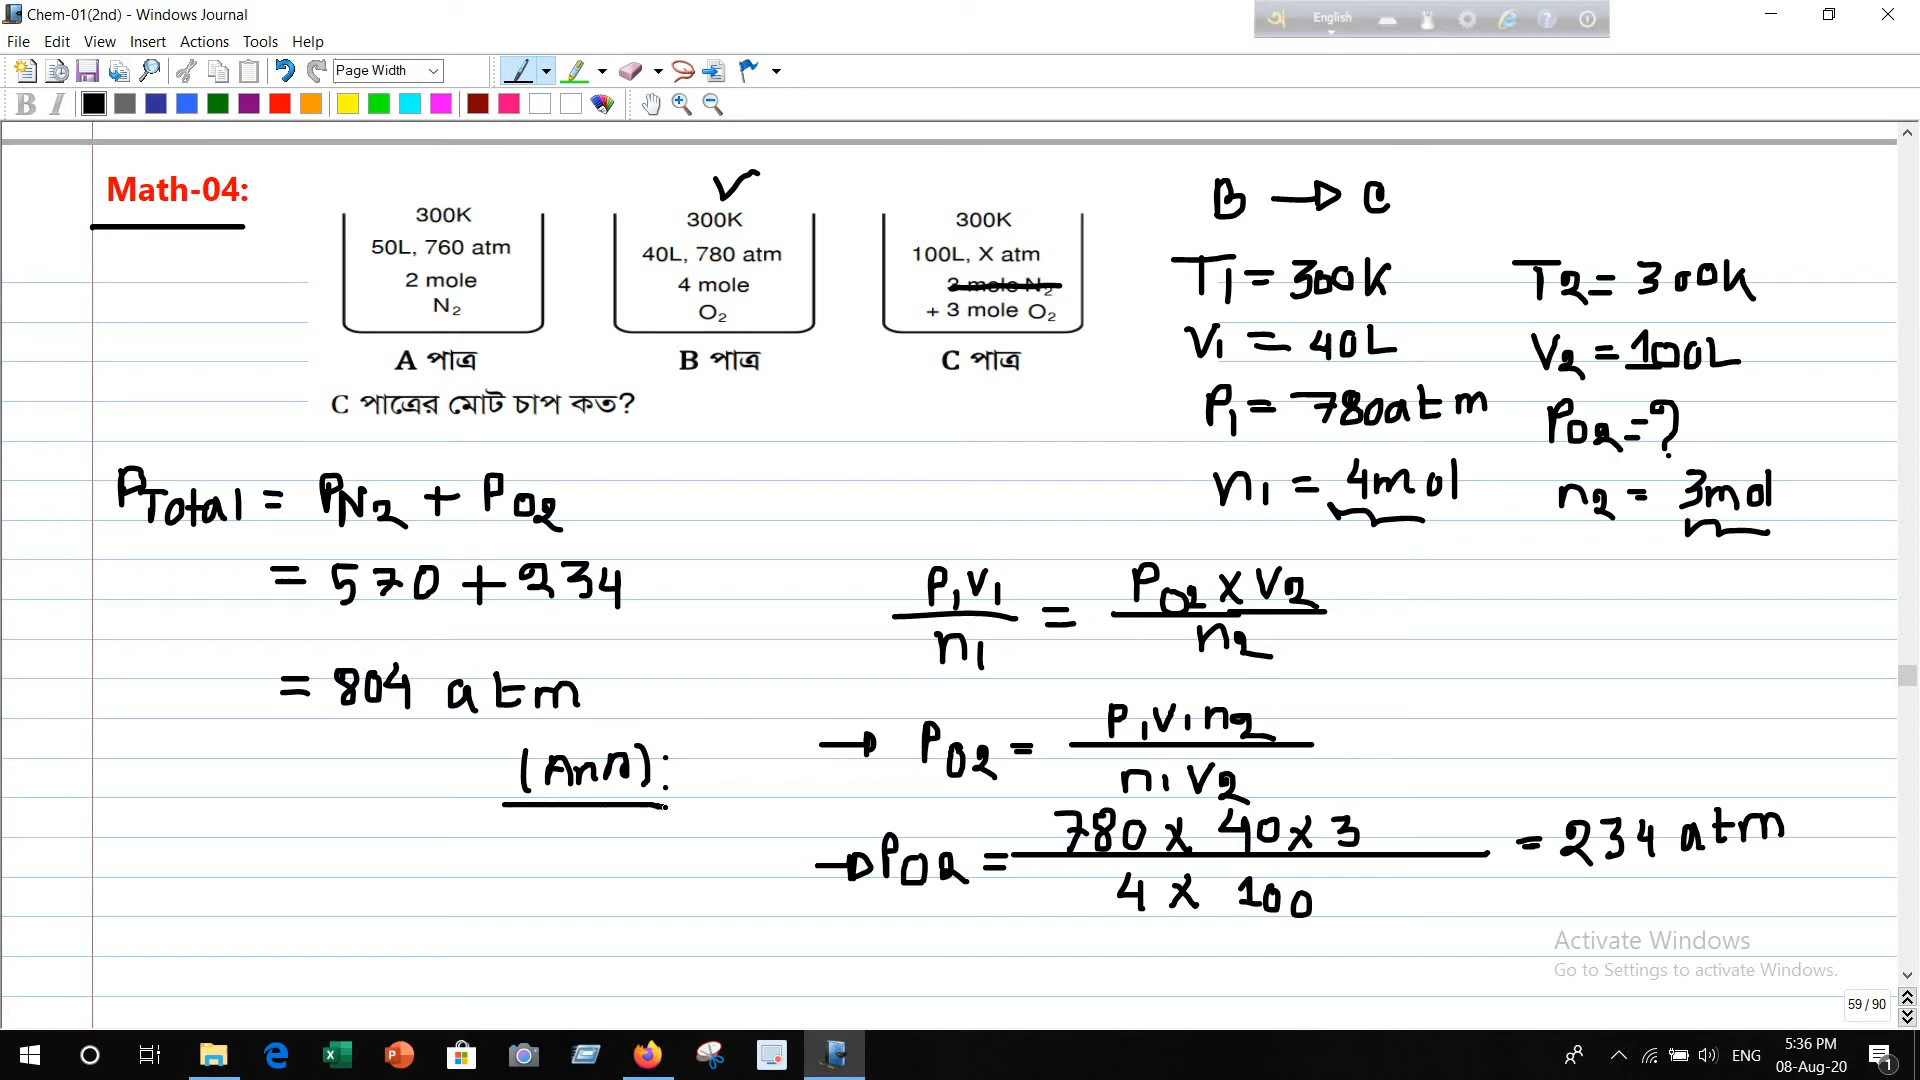 Chem-01(2nd) - Windows Journal
English
File Edit View Insert Actions Tools Help
Page Width
B I
Math-04:
300K
50L, 760 atm
2 mole
N₂
A পাত্র
300K
40L, 780 atm
4 mole
O₂
B পাত্র
300K
100L, X atm
3 mole N₂
+ 3 mole O₂
C পাত্র
C পাত্রের মোট চাপ কত?
B → C
T1 = 300K T2 = 300K
V1 = 40L V2 = 100L
P1 = 780atm PO2 = ?
n1 = 4mol n2 = 3mol
PTotal = PN2 + PO2
= 570 + 234
= 804 atm
(Ans):
P1V1/n1 = PO2 x V2/n2
→ PO2 = P1V1n2/n1V2
→ PO2 = 780 x 40 x 3/4 x 100 = 234 atm
Activate Windows
Go to Settings to activate Windows.
59 / 90
ENG
5:36 PM
08-Aug-20
1